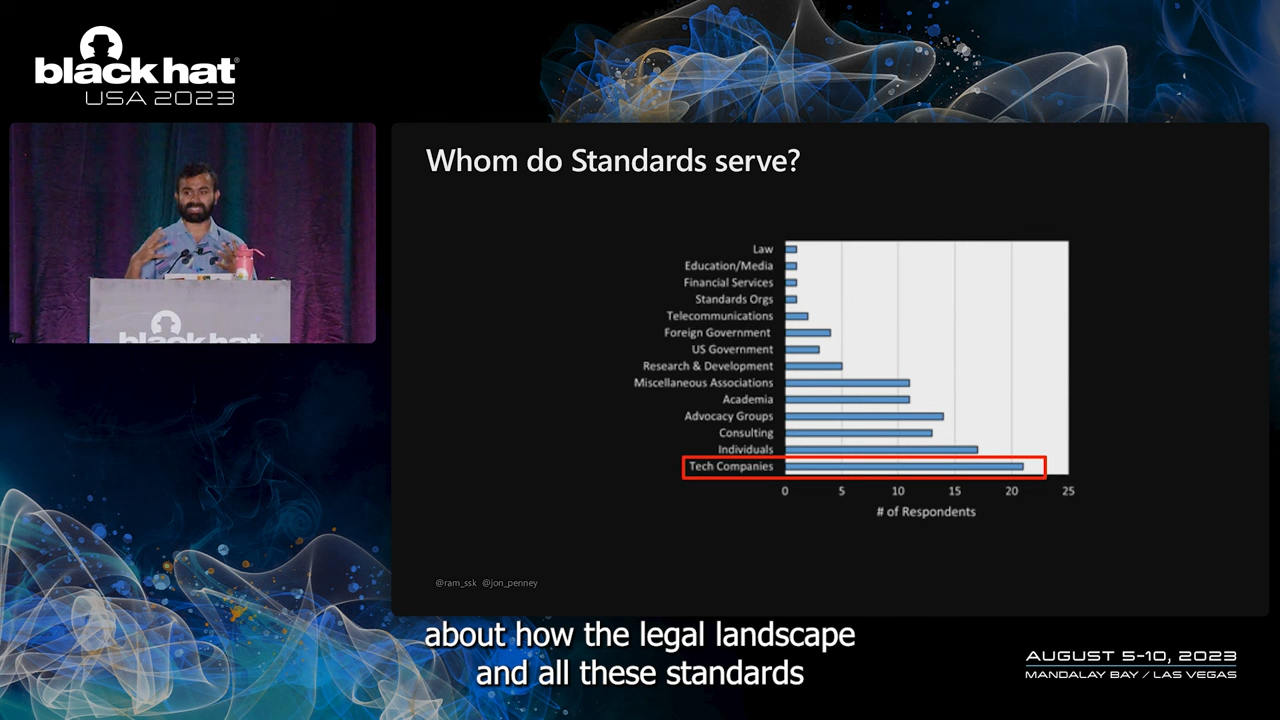 black hat®
USA 2023
Whom do Standards serve?
Law
Education/Media
Financial Services
Standards Orgs
Telecommunications
Foreign Government
US Government
Research & Development
Miscellaneous Associations
Academia
Advocacy Groups
Consulting
Individuals
Tech Companies
0 5 10 15 20 25
# of Respondents
@ram_ssk @jon_penney
black hat
about how the legal landscape
and all these standards
AUGUST 5-10, 2023
MANDALAY BAY / LAS VEGAS